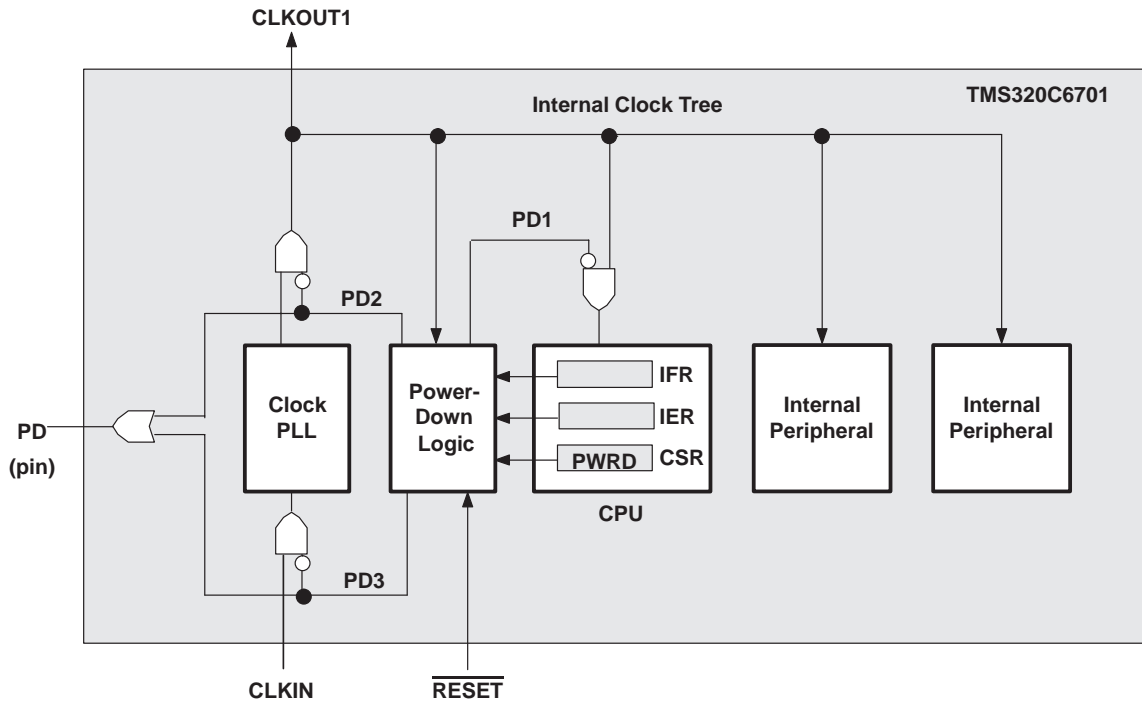 CLKOUT1
TMS320C6701
Internal Clock Tree
PD1
PD2
Clock
PLL
Power-
Down
Logic
IFR
IER
PWRD CSR
CPU
Internal
Peripheral
Internal
Peripheral
PD
(pin)
PD3
CLKIN
RESET